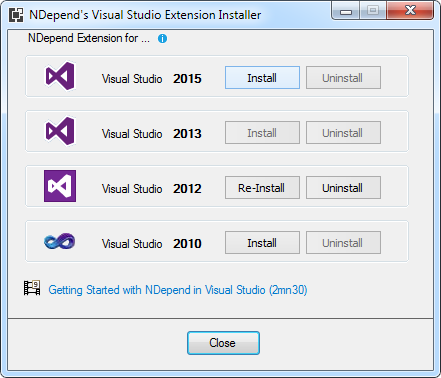 NDepend's Visual Studio Extension Installer
NDepend Extension for ...
Visual Studio 2015 Install Uninstall
Visual Studio 2013 Install Uninstall
Visual Studio 2012 Re-Install Uninstall
Visual Studio 2010 Install Uninstall
Getting Started with NDepend in Visual Studio (2mn30)
Close